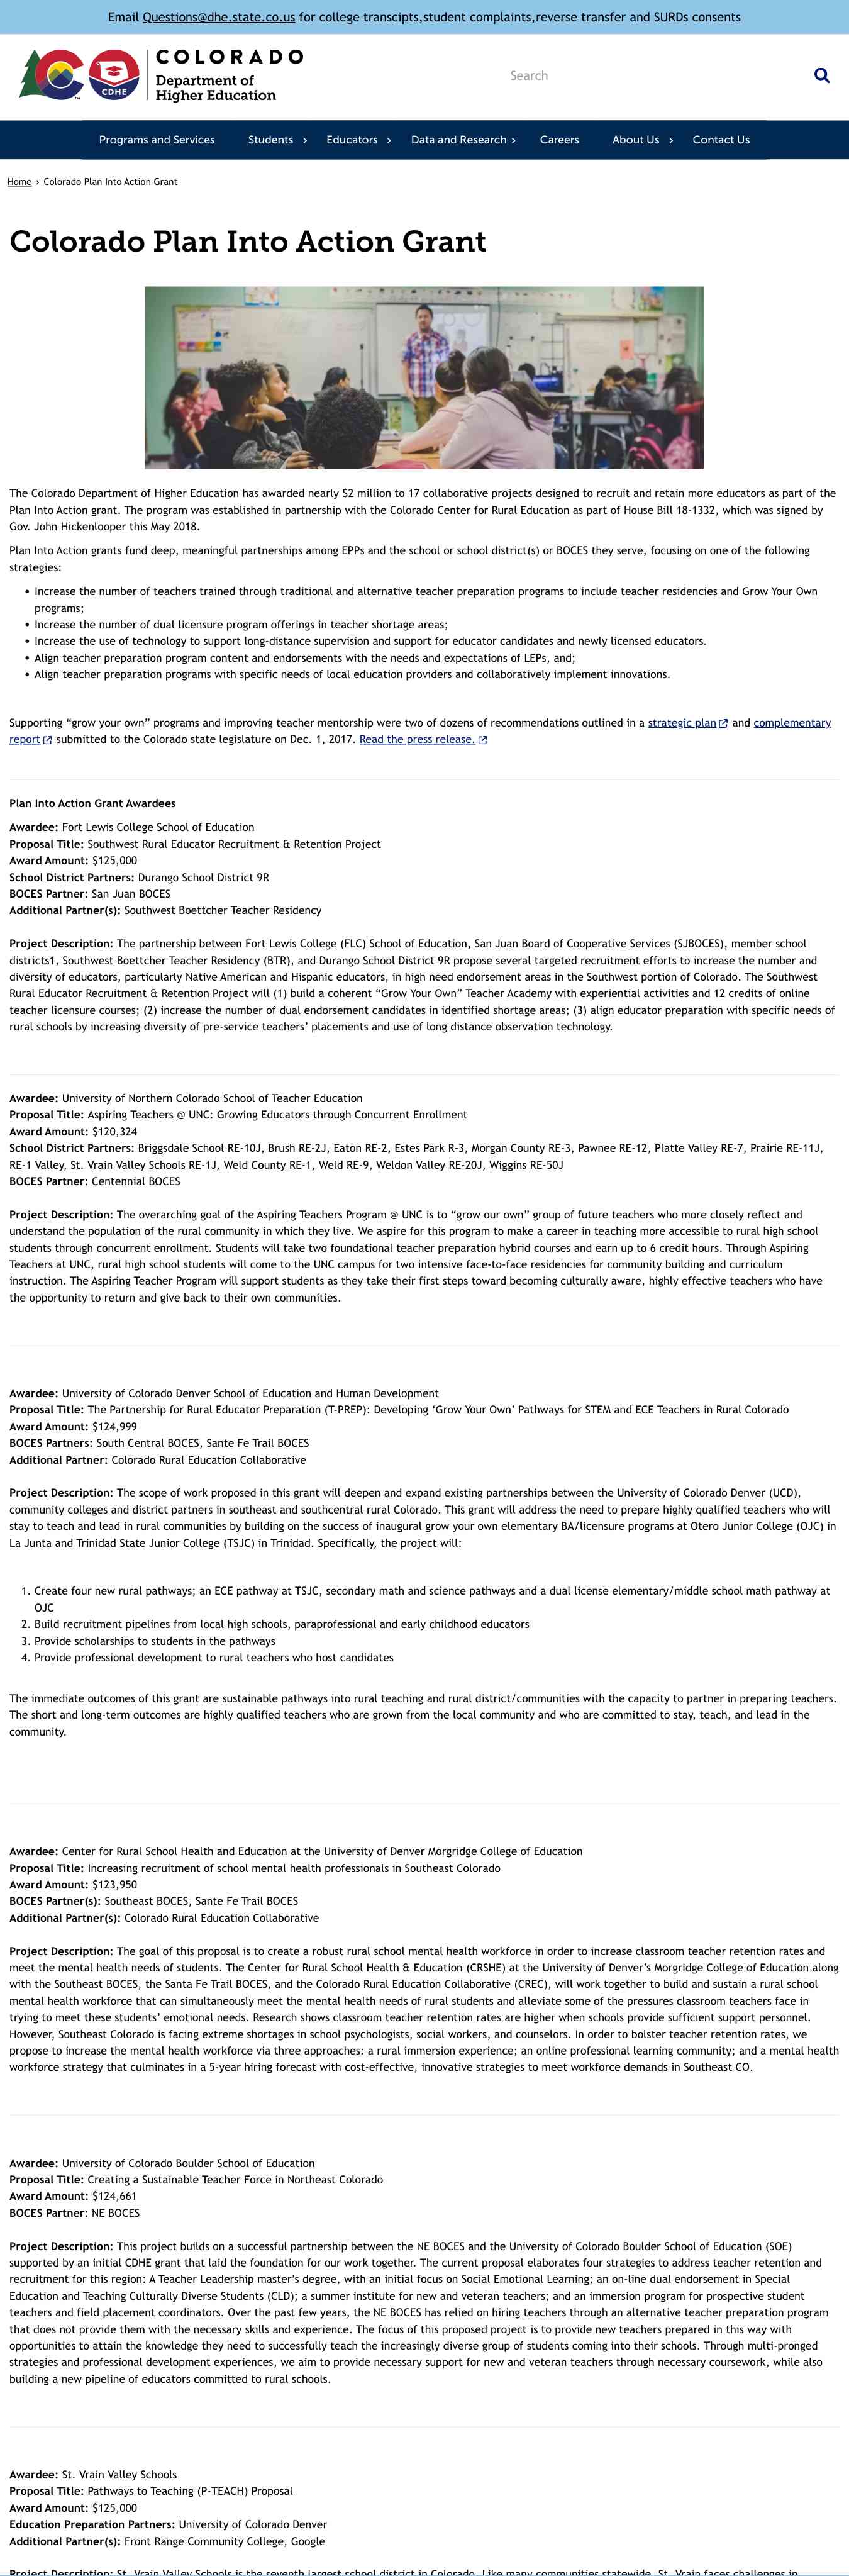 Email Questions@dhe.state.co.us for college transcipts,student complaints,reverse transfer and SURDs consents
COLORADO
Department of
Higher Education
CDHE
TM
Search
Programs and Services
Students
Educators
Data and Research
Careers
About Us
Contact Us
Home › Colorado Plan Into Action Grant
Colorado Plan Into Action Grant
The Colorado Department of Higher Education has awarded nearly $2 million to 17 collaborative projects designed to recruit and retain more educators as part of the
Plan Into Action grant. The program was established in partnership with the Colorado Center for Rural Education as part of House Bill 18-1332, which was signed by
Gov. John Hickenlooper this May 2018.
Plan Into Action grants fund deep, meaningful partnerships among EPPs and the school or school district(s) or BOCES they serve, focusing on one of the following
strategies:
• Increase the number of teachers trained through traditional and alternative teacher preparation programs to include teacher residencies and Grow Your Own
programs;
• Increase the number of dual licensure program offerings in teacher shortage areas;
• Increase the use of technology to support long-distance supervision and support for educator candidates and newly licensed educators.
• Align teacher preparation program content and endorsements with the needs and expectations of LEPs, and;
• Align teacher preparation programs with specific needs of local education providers and collaboratively implement innovations.
Supporting “grow your own” programs and improving teacher mentorship were two of dozens of recommendations outlined in a strategic plan and complementary
report submitted to the Colorado state legislature on Dec. 1, 2017. Read the press release.
Plan Into Action Grant Awardees
Awardee: Fort Lewis College School of Education
Proposal Title: Southwest Rural Educator Recruitment & Retention Project
Award Amount: $125,000
School District Partners: Durango School District 9R
BOCES Partner: San Juan BOCES
Additional Partner(s): Southwest Boettcher Teacher Residency
Project Description: The partnership between Fort Lewis College (FLC) School of Education, San Juan Board of Cooperative Services (SJBOCES), member school
districts1, Southwest Boettcher Teacher Residency (BTR), and Durango School District 9R propose several targeted recruitment efforts to increase the number and
diversity of educators, particularly Native American and Hispanic educators, in high need endorsement areas in the Southwest portion of Colorado. The Southwest
Rural Educator Recruitment & Retention Project will (1) build a coherent “Grow Your Own” Teacher Academy with experiential activities and 12 credits of online
teacher licensure courses; (2) increase the number of dual endorsement candidates in identified shortage areas; (3) align educator preparation with specific needs of
rural schools by increasing diversity of pre-service teachers’ placements and use of long distance observation technology.
Awardee: University of Northern Colorado School of Teacher Education
Proposal Title: Aspiring Teachers @ UNC: Growing Educators through Concurrent Enrollment
Award Amount: $120,324
School District Partners: Briggsdale School RE-10J, Brush RE-2J, Eaton RE-2, Estes Park R-3, Morgan County RE-3, Pawnee RE-12, Platte Valley RE-7, Prairie RE-11J,
RE-1 Valley, St. Vrain Valley Schools RE-1J, Weld County RE-1, Weld RE-9, Weldon Valley RE-20J, Wiggins RE-50J
BOCES Partner: Centennial BOCES
Project Description: The overarching goal of the Aspiring Teachers Program @ UNC is to “grow our own” group of future teachers who more closely reflect and
understand the population of the rural community in which they live. We aspire for this program to make a career in teaching more accessible to rural high school
students through concurrent enrollment. Students will take two foundational teacher preparation hybrid courses and earn up to 6 credit hours. Through Aspiring
Teachers at UNC, rural high school students will come to the UNC campus for two intensive face-to-face residencies for community building and curriculum
instruction. The Aspiring Teacher Program will support students as they take their first steps toward becoming culturally aware, highly effective teachers who have
the opportunity to return and give back to their own communities.
Awardee: University of Colorado Denver School of Education and Human Development
Proposal Title: The Partnership for Rural Educator Preparation (T-PREP): Developing ‘Grow Your Own’ Pathways for STEM and ECE Teachers in Rural Colorado
Award Amount: $124,999
BOCES Partners: South Central BOCES, Sante Fe Trail BOCES
Additional Partner: Colorado Rural Education Collaborative
Project Description: The scope of work proposed in this grant will deepen and expand existing partnerships between the University of Colorado Denver (UCD),
community colleges and district partners in southeast and southcentral rural Colorado. This grant will address the need to prepare highly qualified teachers who will
stay to teach and lead in rural communities by building on the success of inaugural grow your own elementary BA/licensure programs at Otero Junior College (OJC) in
La Junta and Trinidad State Junior College (TSJC) in Trinidad. Specifically, the project will:
1. Create four new rural pathways; an ECE pathway at TSJC, secondary math and science pathways and a dual license elementary/middle school math pathway at
OJC
2. Build recruitment pipelines from local high schools, paraprofessional and early childhood educators
3. Provide scholarships to students in the pathways
4. Provide professional development to rural teachers who host candidates
The immediate outcomes of this grant are sustainable pathways into rural teaching and rural district/communities with the capacity to partner in preparing teachers.
The short and long-term outcomes are highly qualified teachers who are grown from the local community and who are committed to stay, teach, and lead in the
community.
Awardee: Center for Rural School Health and Education at the University of Denver Morgridge College of Education
Proposal Title: Increasing recruitment of school mental health professionals in Southeast Colorado
Award Amount: $123,950
BOCES Partner(s): Southeast BOCES, Sante Fe Trail BOCES
Additional Partner(s): Colorado Rural Education Collaborative
Project Description: The goal of this proposal is to create a robust rural school mental health workforce in order to increase classroom teacher retention rates and
meet the mental health needs of students. The Center for Rural School Health & Education (CRSHE) at the University of Denver’s Morgridge College of Education along
with the Southeast BOCES, the Santa Fe Trail BOCES, and the Colorado Rural Education Collaborative (CREC), will work together to build and sustain a rural school
mental health workforce that can simultaneously meet the mental health needs of rural students and alleviate some of the pressures classroom teachers face in
trying to meet these students’ emotional needs. Research shows classroom teacher retention rates are higher when schools provide sufficient support personnel.
However, Southeast Colorado is facing extreme shortages in school psychologists, social workers, and counselors. In order to bolster teacher retention rates, we
propose to increase the mental health workforce via three approaches: a rural immersion experience; an online professional learning community; and a mental health
workforce strategy that culminates in a 5-year hiring forecast with cost-effective, innovative strategies to meet workforce demands in Southeast CO.
Awardee: University of Colorado Boulder School of Education
Proposal Title: Creating a Sustainable Teacher Force in Northeast Colorado
Award Amount: $124,661
BOCES Partner: NE BOCES
Project Description: This project builds on a successful partnership between the NE BOCES and the University of Colorado Boulder School of Education (SOE)
supported by an initial CDHE grant that laid the foundation for our work together. The current proposal elaborates four strategies to address teacher retention and
recruitment for this region: A Teacher Leadership master’s degree, with an initial focus on Social Emotional Learning; an on-line dual endorsement in Special
Education and Teaching Culturally Diverse Students (CLD); a summer institute for new and veteran teachers; and an immersion program for prospective student
teachers and field placement coordinators. Over the past few years, the NE BOCES has relied on hiring teachers through an alternative teacher preparation program
that does not provide them with the necessary skills and experience. The focus of this proposed project is to provide new teachers prepared in this way with
opportunities to attain the knowledge they need to successfully teach the increasingly diverse group of students coming into their schools. Through multi-pronged
strategies and professional development experiences, we aim to provide necessary support for new and veteran teachers through necessary coursework, while also
building a new pipeline of educators committed to rural schools.
Awardee: St. Vrain Valley Schools
Proposal Title: Pathways to Teaching (P-TEACH) Proposal
Award Amount: $125,000
Education Preparation Partners: University of Colorado Denver
Additional Partner(s): Front Range Community College, Google
Project Description: St. Vrain Valley Schools is the seventh largest school district in Colorado. Like many communities statewide, St. Vrain faces challenges in